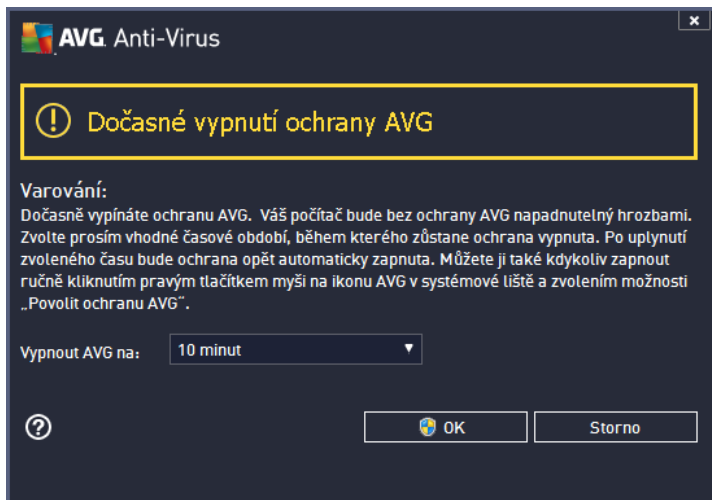 AVG. Anti-Virus
Dočasné vypnutí ochrany AVG
Varování:
Dočasně vypínáte ochranu AVG.  Váš počítač bude bez ochrany AVG napadnutelný hrozbami.
Zvolte prosím vhodné časové období, během kterého zůstane ochrana vypnuta. Po uplynutí
zvoleného času bude ochrana opět automaticky zapnuta. Můžete ji také kdykoliv zapnout
ručně kliknutím pravým tlačítkem myši na ikonu AVG v systémové liště a zvolením možnosti
„Povolit ochranu AVG“.
Vypnout AVG na: 10 minut
OK Storno